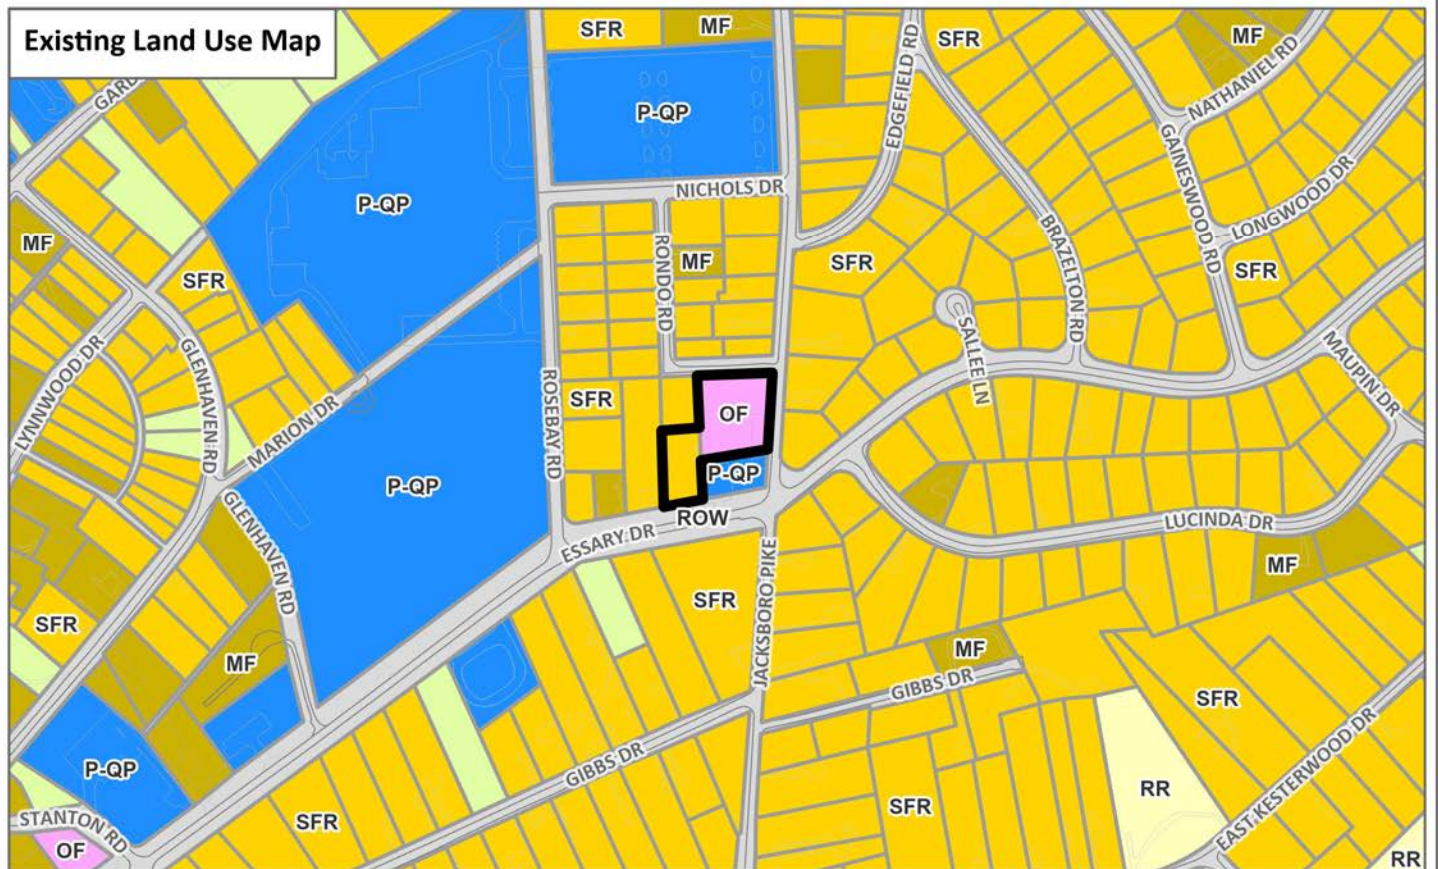 Existing Land Use Map
SFR
MF
SFR
MF
EDGEFIELD RD
NATHANIEL RD
P-QP
GAINESWOOD RD
LONGWOOD DR
NICHOLS DR
P-QP
MF
RONDO RD
MF
SFR
BRAZELTON RD
SFR
SFR
SALLEE LN
MAUPIN DR
LYNNWOOD DR
GLENHAVEN RD
MARION DR
ROSEBAY RD
SFR
OF
P-QP
P-QP
ROW
ESSARY DR
LUCINDA DR
GLENHAVEN RD
JACKSBORO PIKE
MF
SFR
SFR
MF
MF
GIBBS DR
SFR
P-QP
GIBBS DR
EAST KESTERWOOD DR
RR
STANTON RD
SFR
SFR
OF
RR